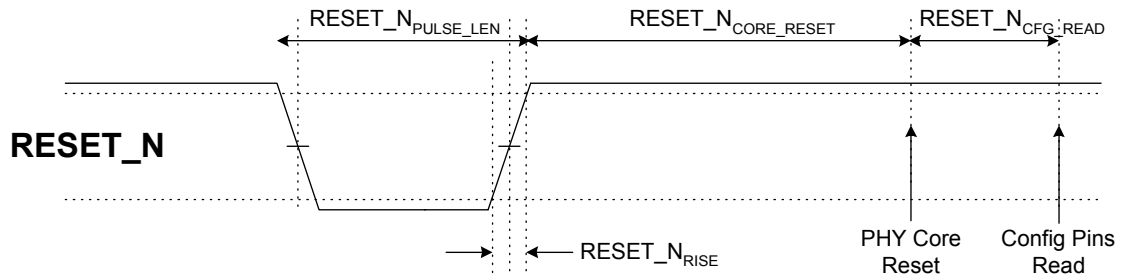 RESET_NPULSE_LEN RESET_NCORE_RESET RESET_NCFG_READ
RESET_N
RESET_NRISE
PHY Core Reset
Config Pins Read